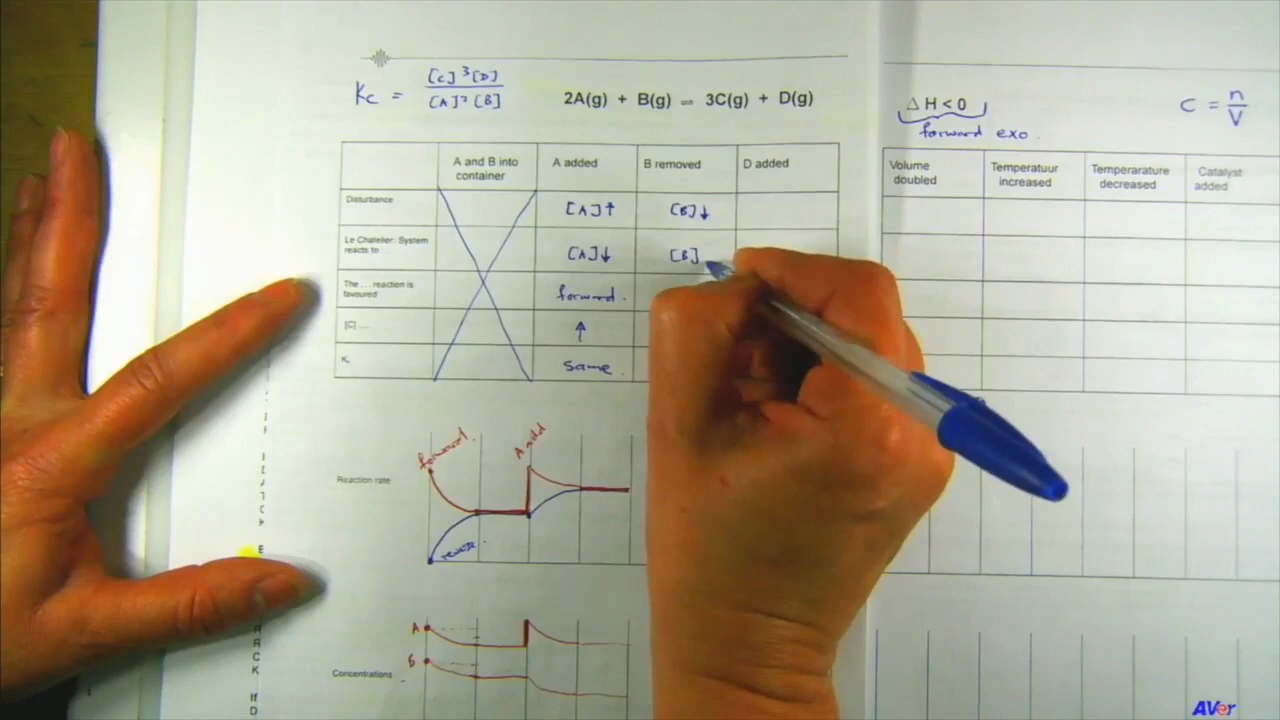 Kc = [C]³[D] / [A]²[B]
2A(g) + B(g) ⇌ 3C(g) + D(g)
ΔH<0
forward exo.
C = n/V
A and B into container
A added
B removed
D added
Volume doubled
Temperatuur increased
Temperarature decreased
Catalyst added
Disturbance
[A]↑
[B]↓
Le Chatelier: System reacts to
[A]↓
[B]
The ... reaction is favoured
forward.
[C] ....
↑
Kc
same.
forward.
A add
Reaction rate
reverse.
A
B
Concentrations
AVer